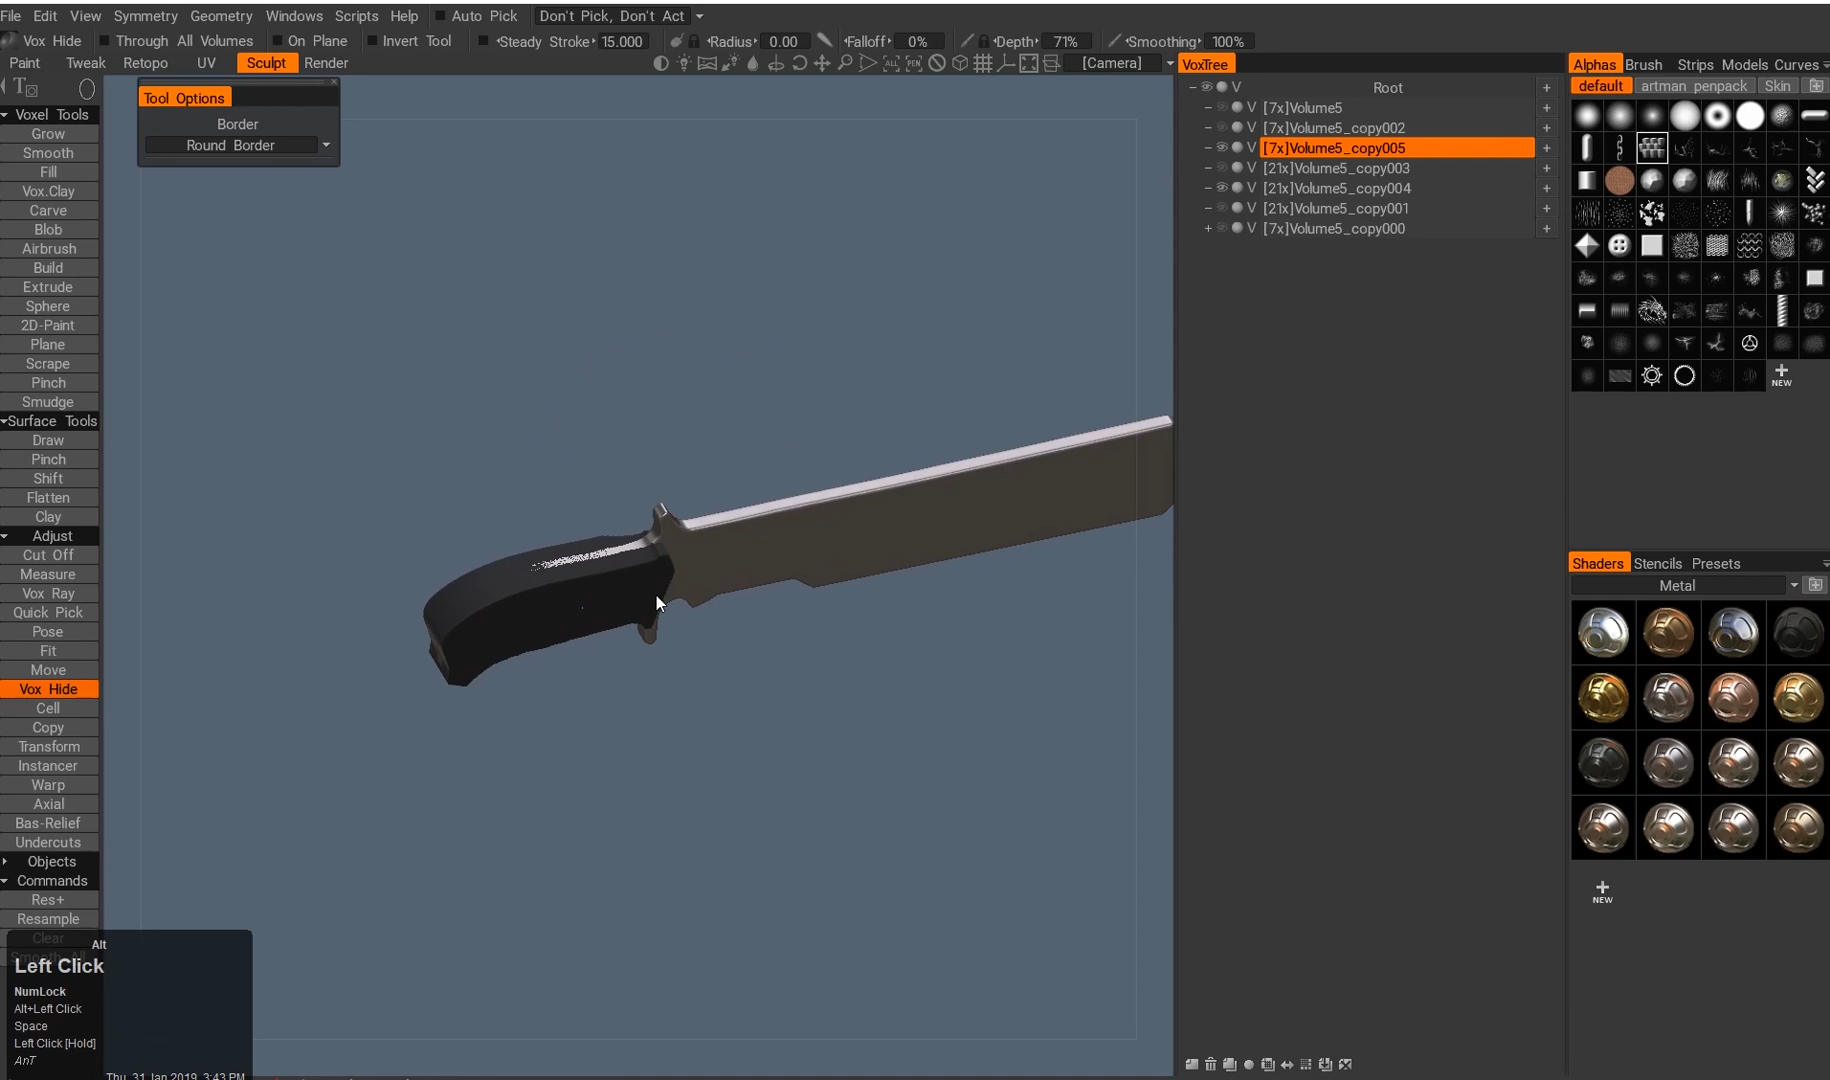 File Edit View Symmetry Geometry Windows Scripts Help Auto Pick Don't Pick, Don't Act
Vox Hide Through All Volumes On Plane Invert Tool Steady Stroke 15.000 Radius 0.00 Falloff 0% Depth 71% Smoothing 100%
Paint Tweak Retopo UV Sculpt Render ALL PEN [Camera]
Tool Options
Border
Round Border
Voxel Tools
Grow
Smooth
Fill
Vox.Clay
Carve
Blob
Airbrush
Build
Extrude
Sphere
2D-Paint
Plane
Scrape
Pinch
Smudge
Surface Tools
Draw
Pinch
Shift
Flatten
Clay
Adjust
Cut Off
Measure
Vox Ray
Quick Pick
Pose
Fit
Move
Vox Hide
Cell
Copy
Transform
Instancer
Warp
Axial
Bas-Relief
Undercuts
Objects
Commands
Res+
Resample
Clear
Alt
Left Click
NumLock
Alt+Left Click
Space
Left Click [Hold]
AnT
Thu, 31 Jan 2019, 3:43 PM
VoxTree
V Root +
V [7x]Volume5 +
V [7x]Volume5_copy002 +
V [7x]Volume5_copy005 +
V [21x]Volume5_copy003 +
V [21x]Volume5_copy004 +
V [21x]Volume5_copy001 +
+ V [7x]Volume5_copy000 +
Alphas Brush Strips Models Curves
default artman penpack Skin
NEW
Shaders Stencils Presets
Metal
NEW